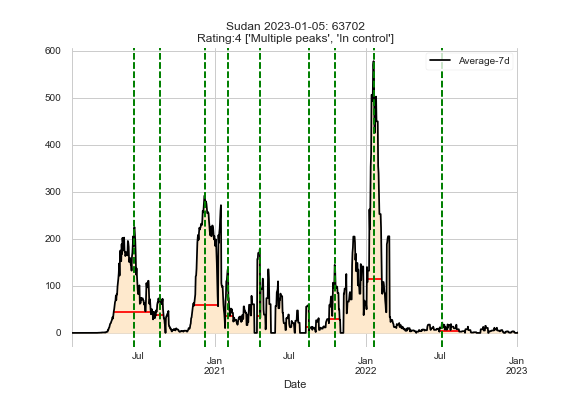 Sudan 2023-01-05: 63702
Rating:4 ['Multiple peaks', 'In control']
Average-7d
600
500
400
300
200
100
0
Jul
Jan
2021
Jul
Jan
2022
Jul
Jan
2023
Date